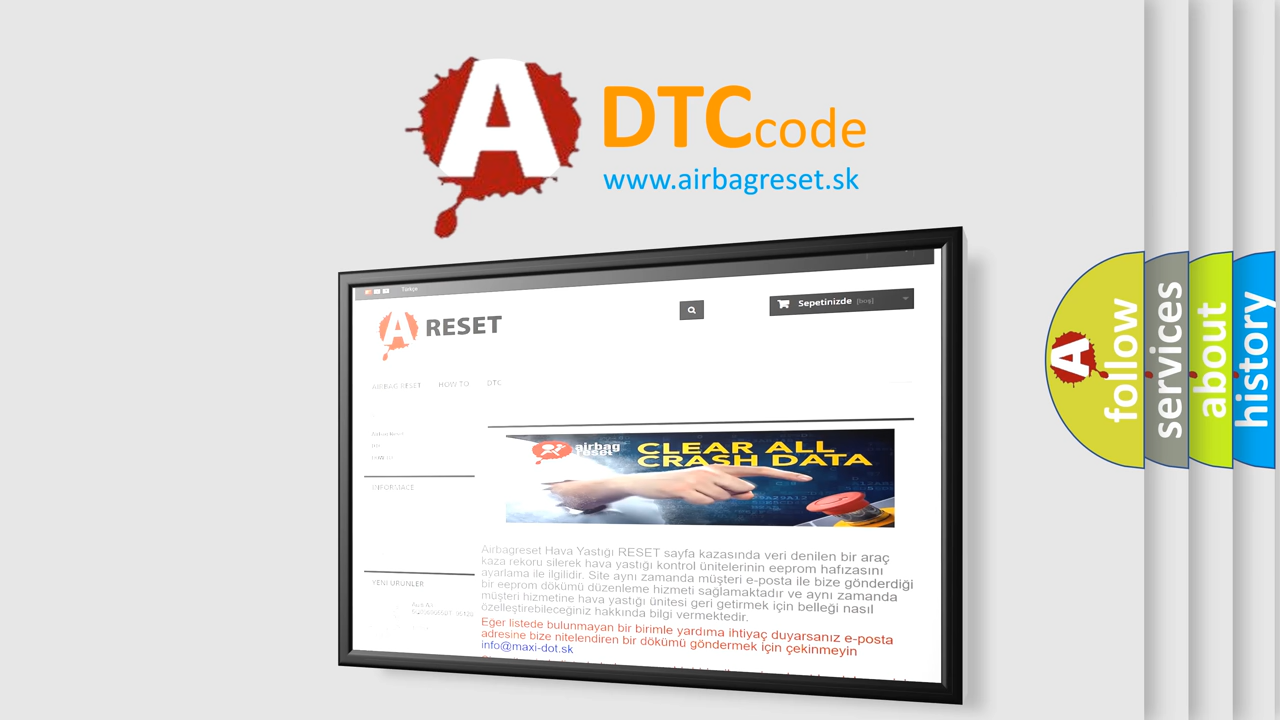 A
DTCcode
www.airbagreset.sk
Türkçe
A RESET
Sepetinizde [boş]
AIRBAG RESET HOW TO DTC
INFORMACE
YENI ÜRÜNLER
airbag
reset
CLEAR ALL
CRASH DATA
Airbagreset Hava Yastığı RESET sayfa kazasında veri denilen bir araç
kaza rekoru silerek hava yastığı kontrol ünitelerinin eeprom hafızasını
ayarlama ile ilgilidir. Site aynı zamanda müşteri e-posta ile bize gönderdiği
bir eeprom dökümü düzenleme hizmeti sağlamaktadır ve aynı zamanda
müşteri hizmetine hava yastığı ünitesi geri getirmek için belleği nasıl
özelleştirebileceğiniz hakkında bilgi vermektedir.
Eger listede bulunmayan bir birimle yardıma ihtiyaç duyarsanız e-posta
adresine bize nitelendiren bir dökümü göndermek için çekinmeyin
info@maxi-dot.sk
A
follow
services
about
history